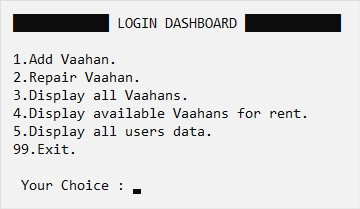 LOGIN DASHBOARD
1.Add Vaahan.
2.Repair Vaahan.
3.Display all Vaahans.
4.Display available Vaahans for rent.
5.Display all users data.
99.Exit.
Your Choice :